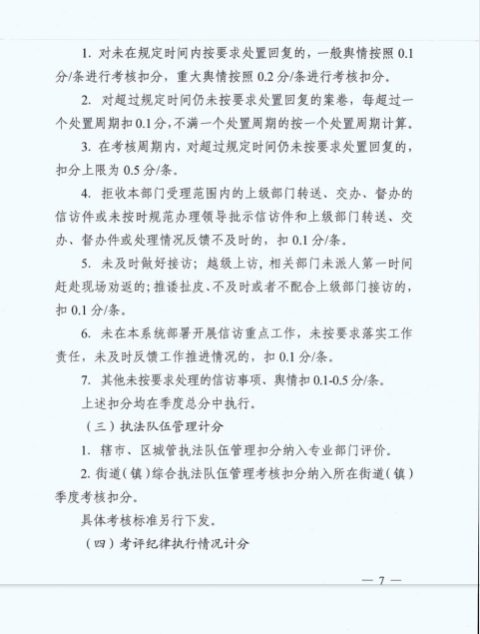 1. 对未在规定时间内按要求处置回复的，一般舆情按照 0.1
分/条进行考核扣分，重大舆情按照 0.2 分/条进行考核扣分。
2. 对超过规定时间仍未按要求处置回复的案卷，每超过一
个处置周期扣 0.1 分，不满一个处置周期的按一个处置周期计算。
3. 在考核周期内，对超过规定时间仍未按要求处置回复的，
扣分上限为 0.5 分/条。
4. 拒收本部门受理范围内的上级部门转送、交办、督办的
信访件或未按时规范办理领导批示信访件和上级部门转送、交
办、督办件或处理情况反馈不及时的，扣 0.1 分/条。
5. 未及时做好接访；越级上访，相关部门未派人第一时间
赶赴现场劝返的；推诿扯皮、不及时或者不配合上级部门接访的，
扣 0.1 分/条。
6. 未在本系统部署开展信访重点工作，未按要求落实工作
责任，未及时反馈工作推进情况的，扣 0.1 分/条。
7. 其他未按要求处理的信访事项、舆情扣 0.1-0.5 分/条。
上述扣分均在季度总分中执行。
（三）执法队伍管理计分
1. 辖市、区城管执法队伍管理扣分纳入专业部门评价。
2. 街道（镇）综合执法队伍管理考核扣分纳入所在街道（镇）
季度考核扣分。
具体考核标准另行下发。
（四）考评纪律执行情况计分
— 7 —